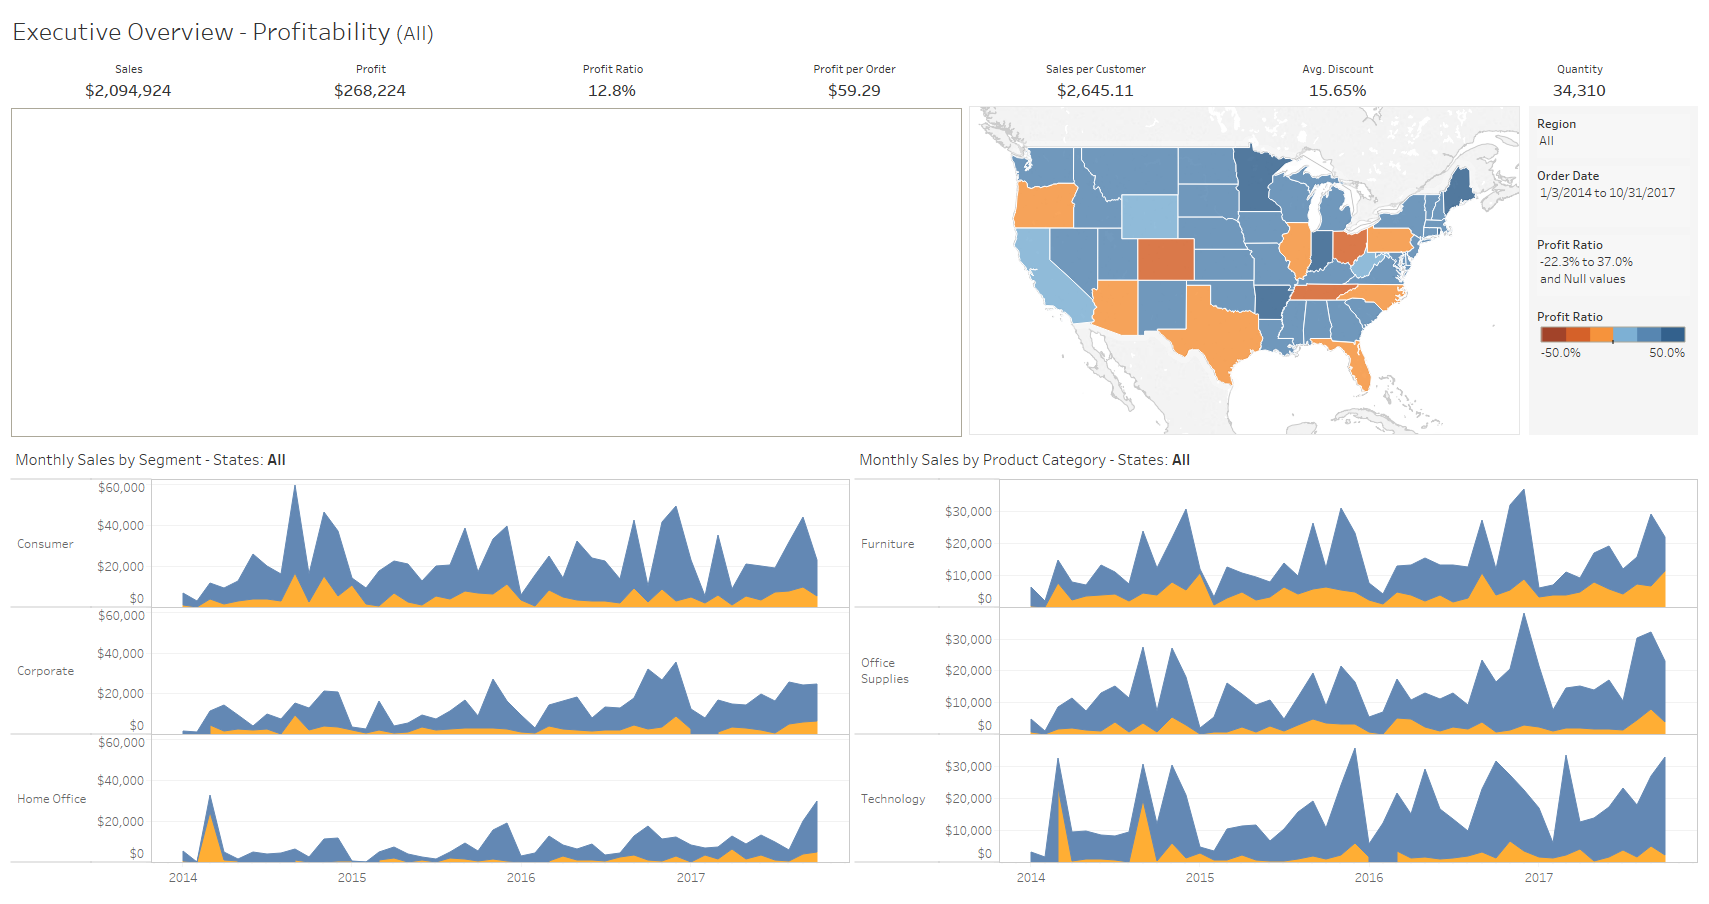 Executive Overview - Profitability (All)
Sales
Profit
Profit Ratio
Profit per Order
Sales per Customer
Avg. Discount
Quantity
$2,094,924
$268,224
12.8%
$59.29
$2,645.11
15.65%
34,310
Region
All
Order Date
1/3/2014 to 10/31/2017
Profit Ratio
-22.3% to 37.0%
and Null values
Profit Ratio
-50.0%
50.0%
Monthly Sales by Segment - States: All
Consumer
$60,000
$40,000
$20,000
$0
Corporate
$60,000
$40,000
$20,000
$0
Home Office
$60,000
$40,000
$20,000
$0
2014
2015
2016
2017
Monthly Sales by Product Category - States: All
Furniture
$30,000
$20,000
$10,000
$0
Office
Supplies
$30,000
$20,000
$10,000
$0
Technology
$30,000
$20,000
$10,000
$0
2014
2015
2016
2017